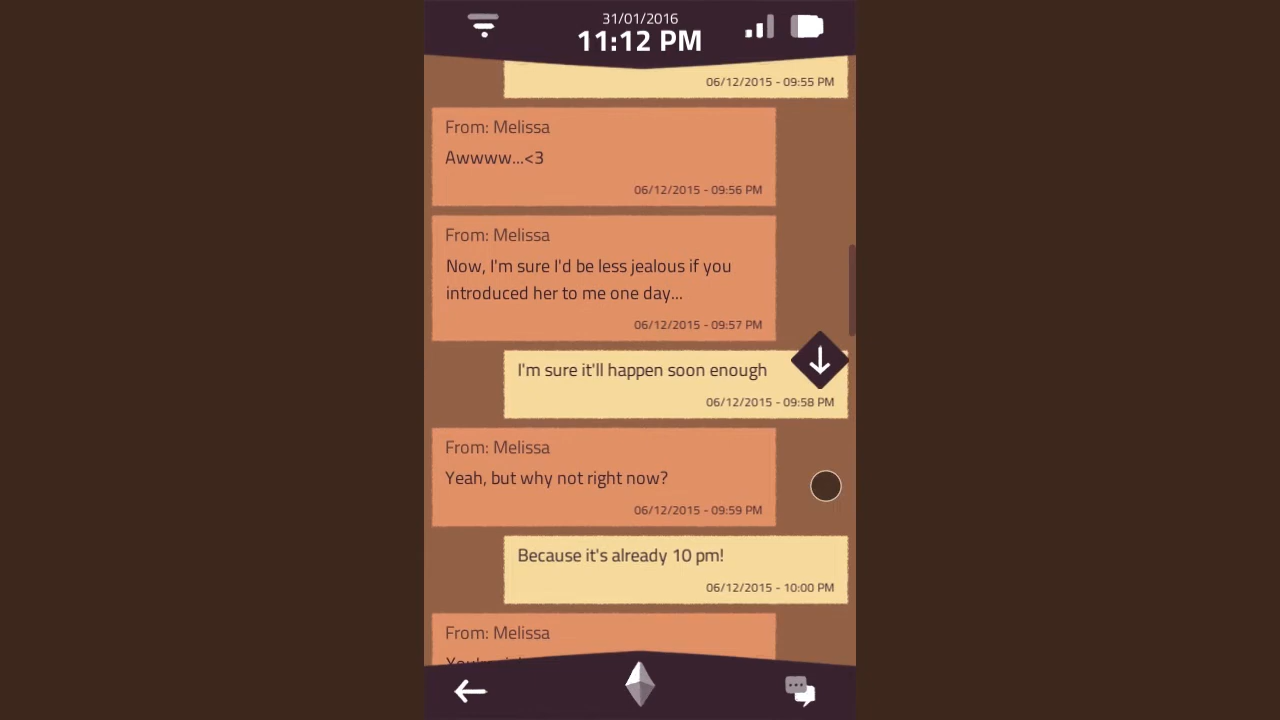 31/01/2016
11:12 PM
06/12/2015 - 09:55 PM
From: Melissa
Awwww...<3
06/12/2015 - 09:56 PM
From: Melissa
Now, I'm sure I'd be less jealous if you
introduced her to me one day...
06/12/2015 - 09:57 PM
I'm sure it'll happen soon enough
06/12/2015 - 09:58 PM
From: Melissa
Yeah, but why not right now?
06/12/2015 - 09:59 PM
Because it's already 10 pm!
06/12/2015 - 10:00 PM
From: Melissa